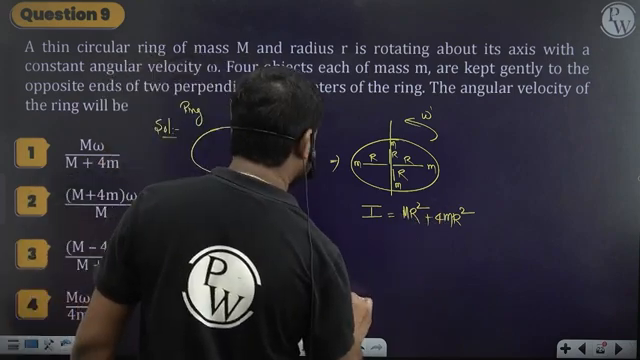 Question 9
A thin circular ring of mass M and radius r is rotating about its axis with a
constant angular velocity ω. Four objects each of mass m, are kept gently to the
opposite ends of two of the ring. The angular velocity of
the ring will be
Ring
Sol:-
1 Mω
M + 4m
2 (M+4m)ω
M
3 (M – 4
M
4 Mω
4m
⇒ ω'
m
R
m R R m
R
m
I = MR² + 4mR²
PW
PW